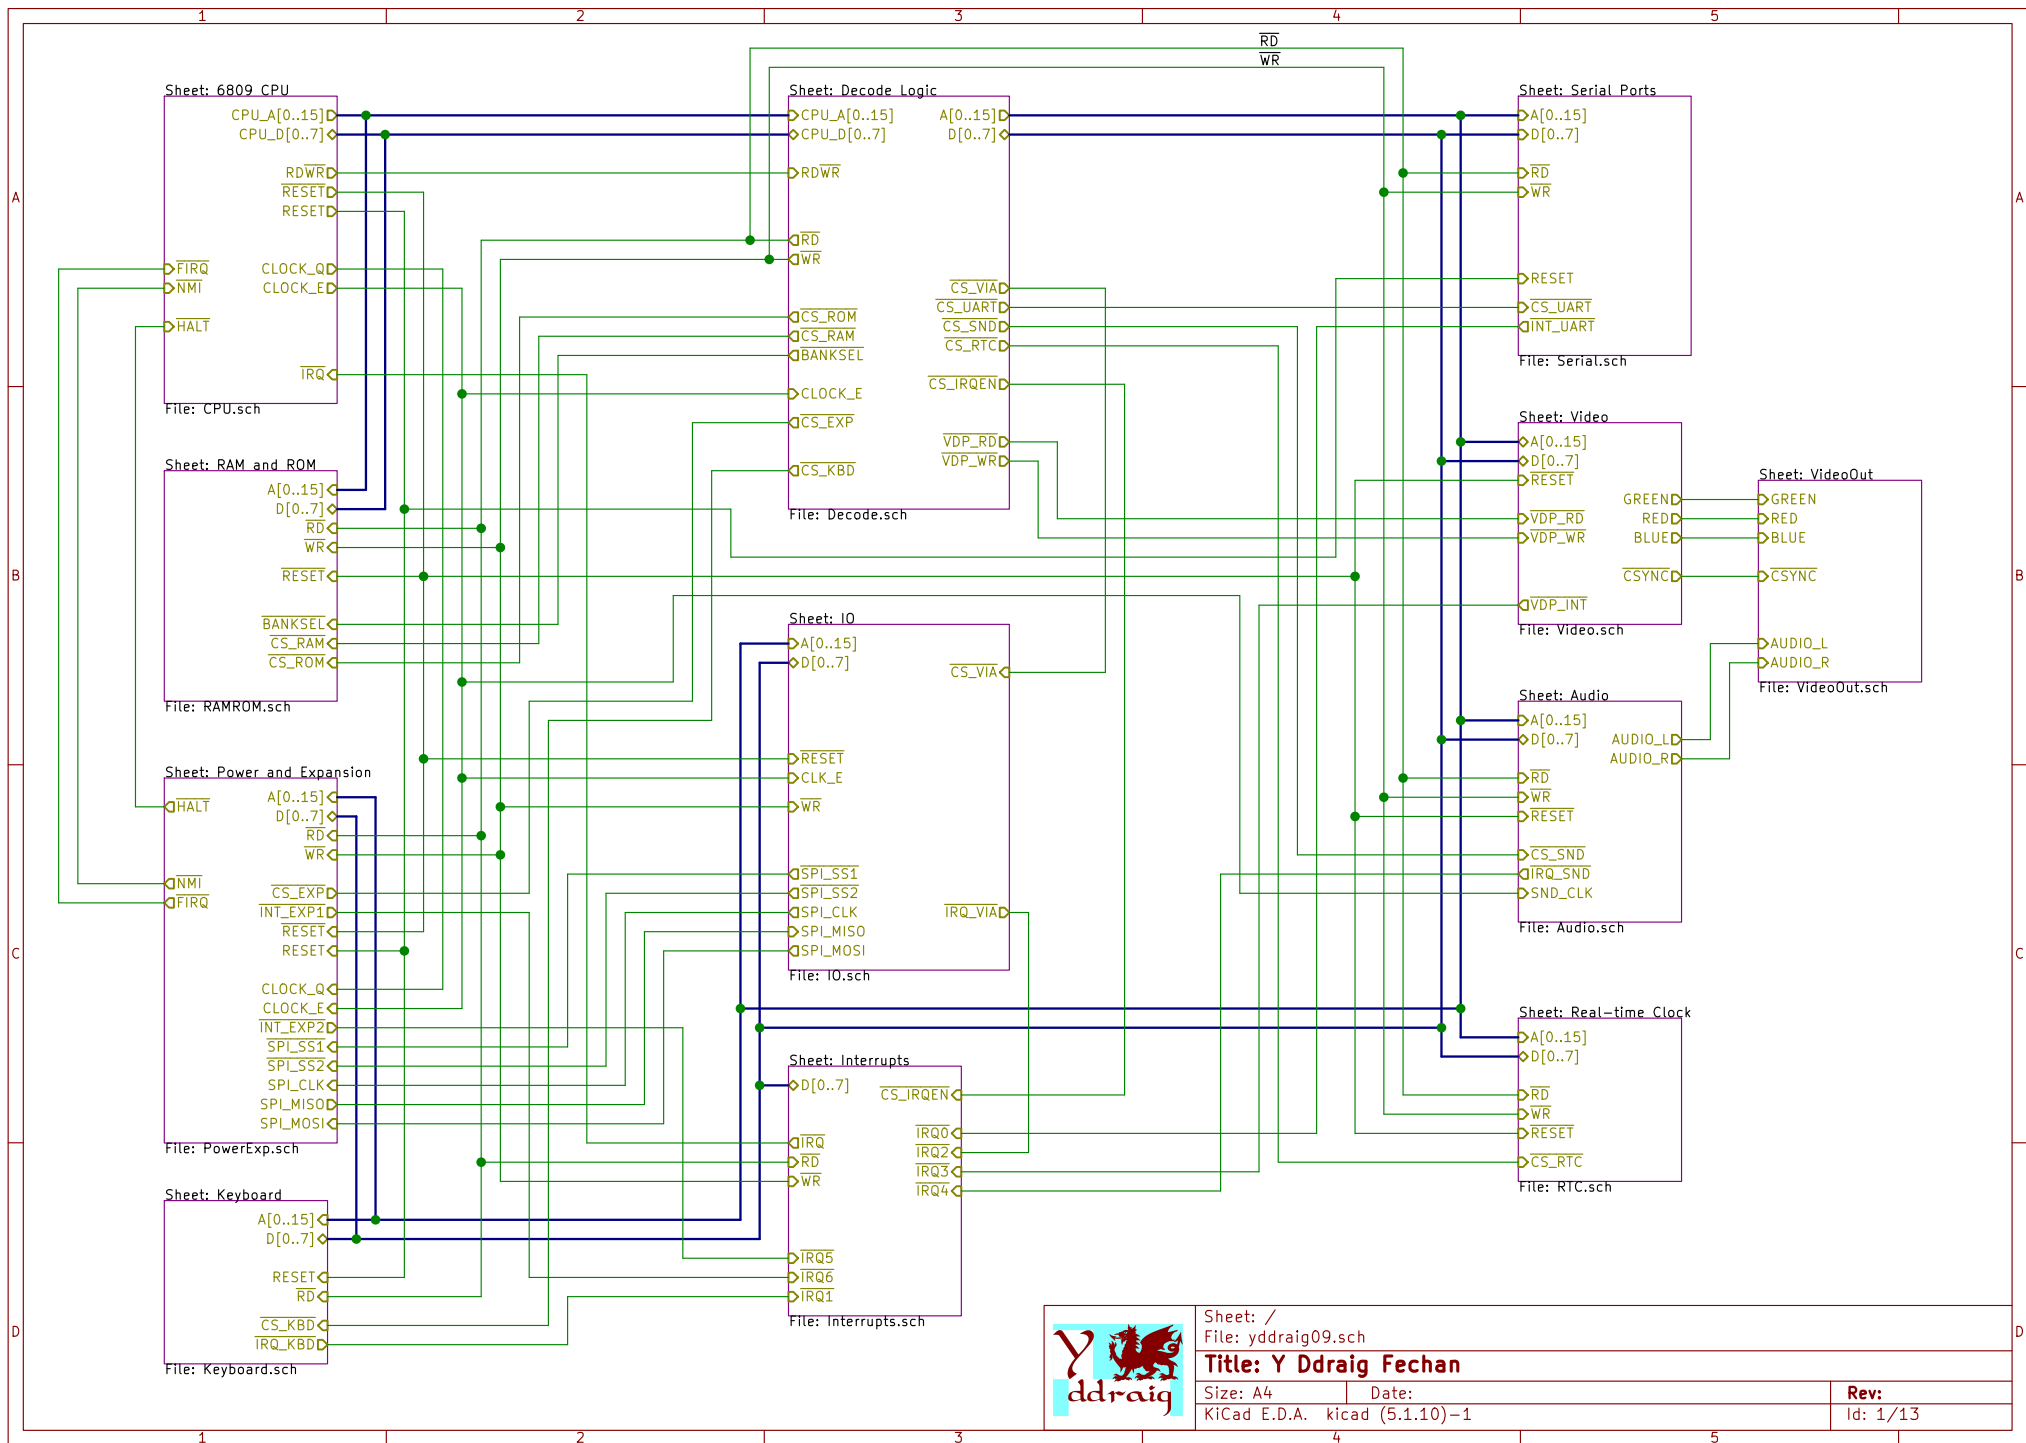 1 2 3 4 5
A
B
C
D
A
B
C
D
1 2 3 4 5
RD
WR
Sheet: 6809 CPU
CPU_A[0..15]
CPU_D[0..7]
RDWR
RESET
RESET
FIRQ
CLOCK_Q
NMI
CLOCK_E
HALT
IRQ
File: CPU.sch
Sheet: RAM and ROM
A[0..15]
D[0..7]
RD
WR
RESET
BANKSEL
CS_RAM
CS_ROM
File: RAMROM.sch
Sheet: Power and Expansion
A[0..15]
HALT
D[0..7]
RD
WR
NMI
CS_EXP
FIRQ
INT_EXP1
RESET
RESET
CLOCK_Q
CLOCK_E
INT_EXP2
SPI_SS1
SPI_SS2
SPI_CLK
SPI_MISO
SPI_MOSI
File: PowerExp.sch
Sheet: Keyboard
A[0..15]
D[0..7]
RESET
RD
CS_KBD
IRQ_KBD
File: Keyboard.sch
Sheet: Decode Logic
CPU_A[0..15] A[0..15]
CPU_D[0..7] D[0..7]
RDWR
RD
WR
CS_VIA
CS_UART
CS_ROM
CS_SND
CS_RAM
CS_RTC
BANKSEL
CS_IRQEN
CLOCK_E
CS_EXP
VDP_RD
VDP_WR
CS_KBD
File: Decode.sch
Sheet: IO
A[0..15]
D[0..7]
CS_VIA
RESET
CLK_E
WR
SPI_SS1
SPI_SS2
SPI_CLK IRQ_VIA
SPI_MISO
SPI_MOSI
File: IO.sch
Sheet: Interrupts
D[0..7]
CS_IRQEN
IRQ0
IRQ
IRQ2
RD
IRQ3
WR
IRQ4
IRQ5
IRQ6
IRQ1
File: Interrupts.sch
Sheet: Serial Ports
A[0..15]
D[0..7]
RD
WR
RESET
CS_UART
INT_UART
File: Serial.sch
Sheet: Video
A[0..15]
D[0..7]
RESET
GREEN
VDP_RD RED
VDP_WR BLUE
CSYNC
VDP_INT
File: Video.sch
Sheet: VideoOut
GREEN
RED
BLUE
CSYNC
AUDIO_L
AUDIO_R
File: VideoOut.sch
Sheet: Audio
A[0..15]
D[0..7] AUDIO_L
AUDIO_R
RD
WR
RESET
CS_SND
IRQ_SND
SND_CLK
File: Audio.sch
Sheet: Real-time Clock
A[0..15]
D[0..7]
RD
WR
RESET
CS_RTC
File: RTC.sch
Y
ddraig
Sheet: /
File: yddraig09.sch
Title: Y Ddraig Fechan
Size: A4 Date: Rev:
KiCad E.D.A. kicad (5.1.10)-1 Id: 1/13